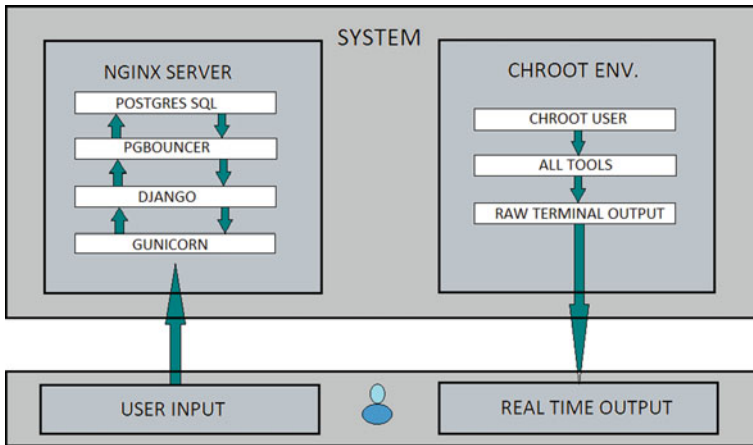 SYSTEM
NGINX SERVER
POSTGRES SQL
PGBOUNCER
DJANGO
GUNICORN
CHROOT ENV.
CHROOT USER
ALL TOOLS
RAW TERMINAL OUTPUT
USER INPUT
REAL TIME OUTPUT